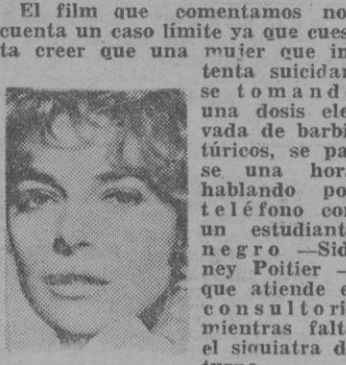 El film que comentamos no
cuenta un caso límite ya que cues
ta creer que una mujer que in
tenta suicidar
se tomand
una dosis ele
vada de barbi
túricos, se pa
se una hora
hablando po
teléfono con
un estudiant
negro —Sid
ney Poitier —
que atiende e
consultori
mientras falt
el siquiatra d